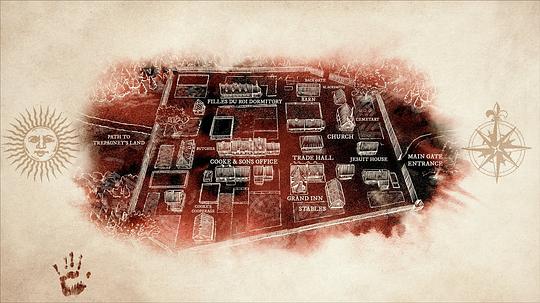 BACK GATE
BLACKSMITH
FILLES DU ROI DORMITORY
BARN
CEMETARY
PATH TO
TREPAGNEY'S LAND
CHURCH
BUTCHER
TRADE HALL
JESUIT HOUSE
MAIN GATE
ENTRANCE
COOKE & SONS OFFICE
GRAND INN
STABLES
COOKE'S
COOPERAGE